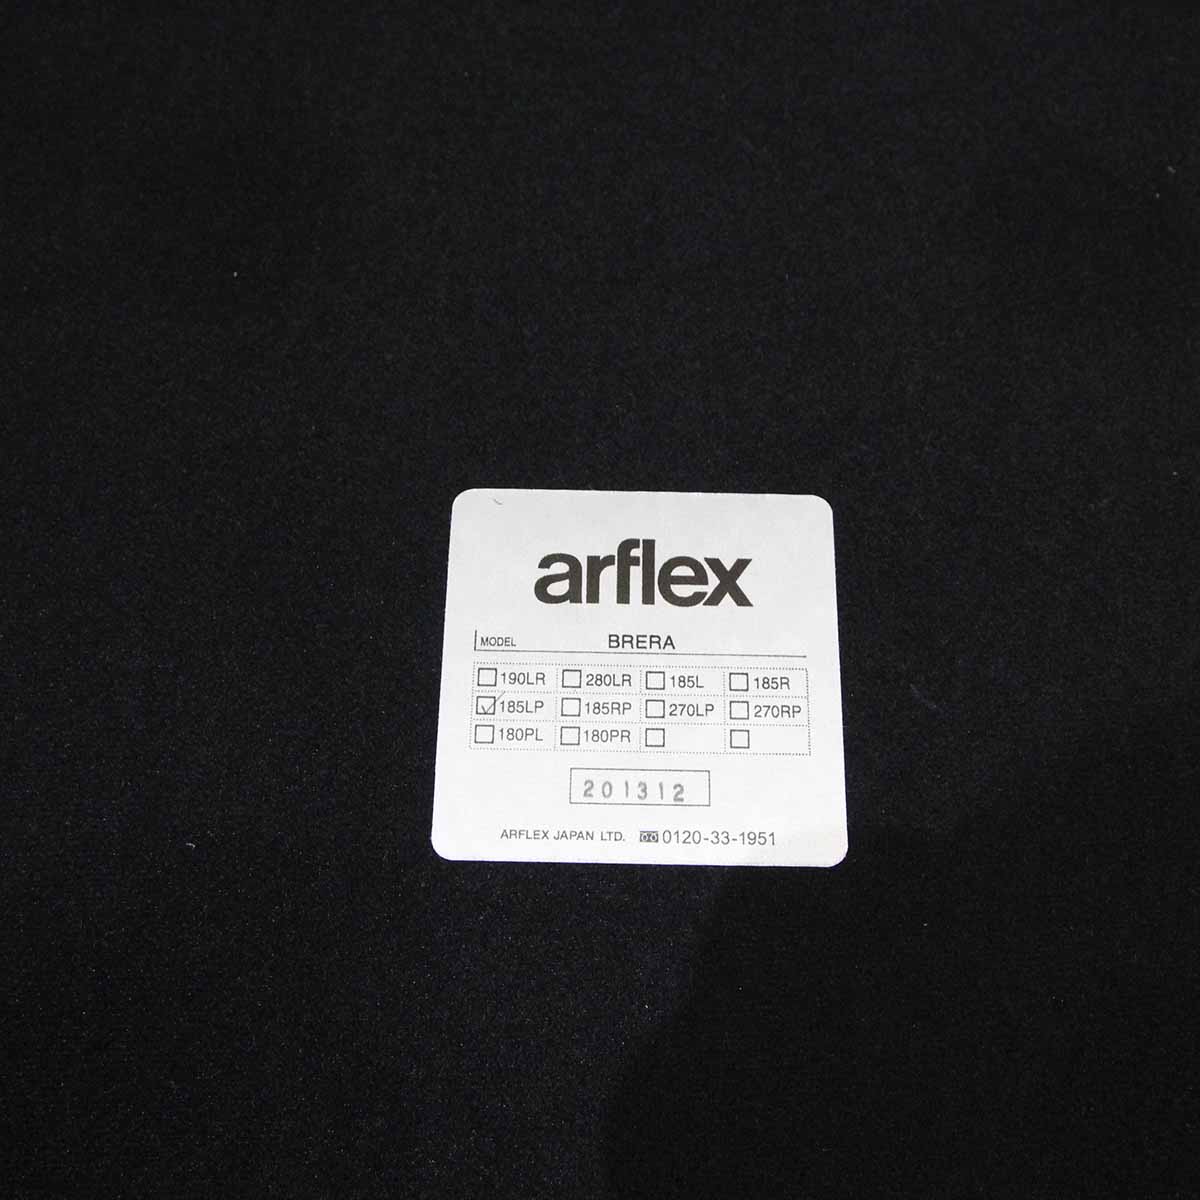 arflex
MODEL BRERA
190LR 280LR 185L 185R
185LP 185RP 270LP 270RP
180PL 180PR
201312
ARFLEX JAPAN LTD. 0120-33-1951